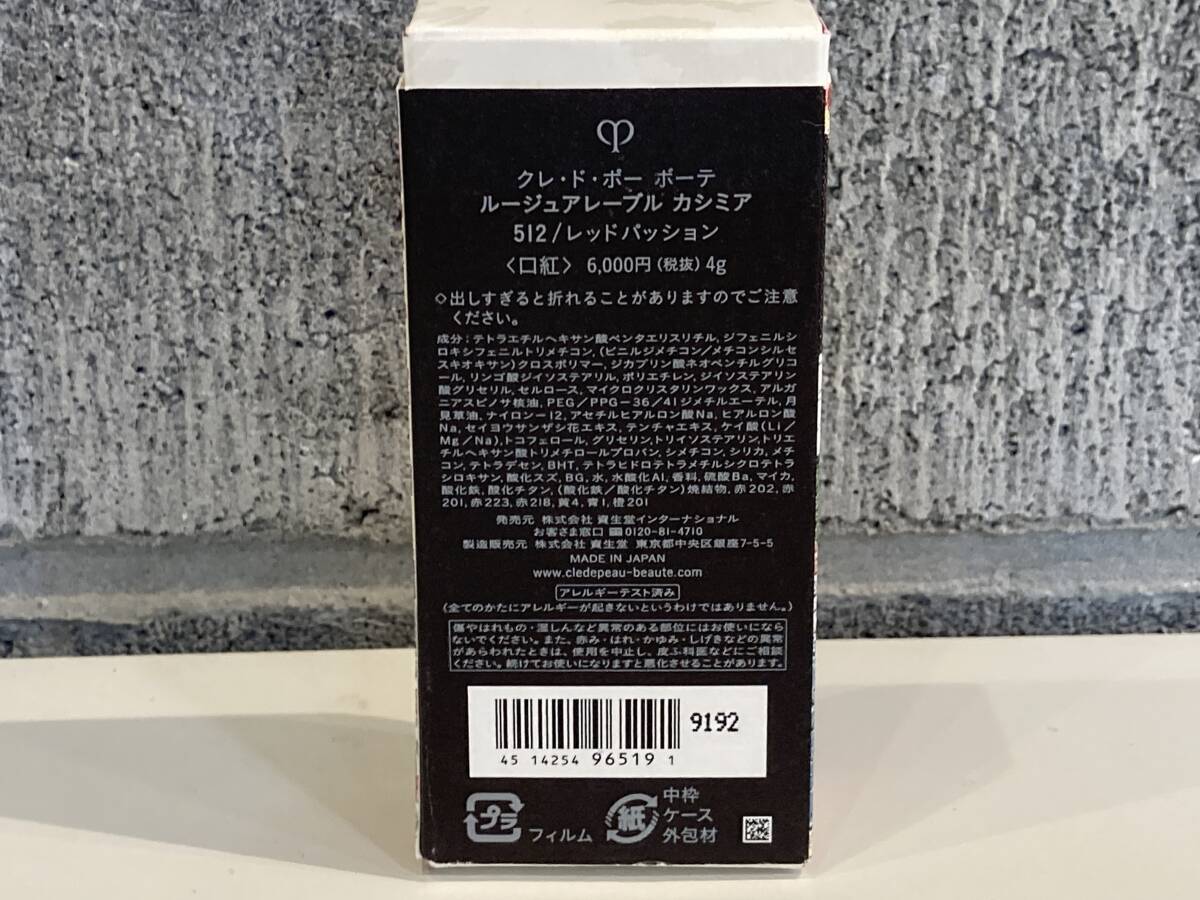 クレ・ド・ポー ボーテ
ルージュアレーブル カシミア
512/レッドパッション
〈口紅〉 6,000円(税抜) 4g
◇出しすぎると折れることがありますのでご注意
ください。
成分:テトラエチルヘキサン酸ペンタエリスリチル, ジフェニルシ
ロキシフェニルトリメチコン, (ビニルジメチコン/メチコンシルセ
スキオキサン)クロスポリマー, ジカプリン酸ネオペンチルグリコ
ール, リンゴ酸ジイソステアリル, ポリエチレン, ジイソステアリン
酸グリセリル, セルロース, マイクロクリスタリンワックス, アルガ
ニアスピノサ核油, PEG/PPG-36/41ジメチルエーテル, 月
見草油, ナイロン-12, アセチルヒアルロン酸Na, ヒアルロン酸
Na, セイヨウサンザシ花エキス, テンチャエキス, ケイ酸(Li/
Mg/Na), トコフェロール, グリセリン, トリイソステアリン, トリエ
チルヘキサン酸トリメチロールプロパン, シメチコン, シリカ, メチ
コン, テトラデセン, BHT, テトラヒドロテトラメチルシクロテトラ
シロキサン, 酸化スズ, BG, 水, 水酸化Al, 香料, 硫酸Ba, マイカ,
酸化鉄, 酸化チタン, (酸化鉄/酸化チタン)焼結物, 赤202, 赤
201, 赤223, 赤218, 黄4, 青1, 橙201
発売元 株式会社 資生堂インターナショナル
お客さま窓口 0120-81-4710
製造販売元 株式会社 資生堂 東京都中央区銀座7-5-5
MADE IN JAPAN
www.cledepeau-beaute.com
アレルギーテスト済み
(全てのかたにアレルギーが起きないというわけではありません。)
傷やはれもの・湿しんなど異常のある部位にはお使いになら
ないでください。また、赤み・はれ・かゆみ・しげきなどの異常
があらわれたときは、使用を中止し、皮ふ科医などにご相談
ください。続けてお使いになりますと悪化させることがあります。
9192
45 14254 96519 1
プラ フィルム
紙 中枠
ケース
外包材